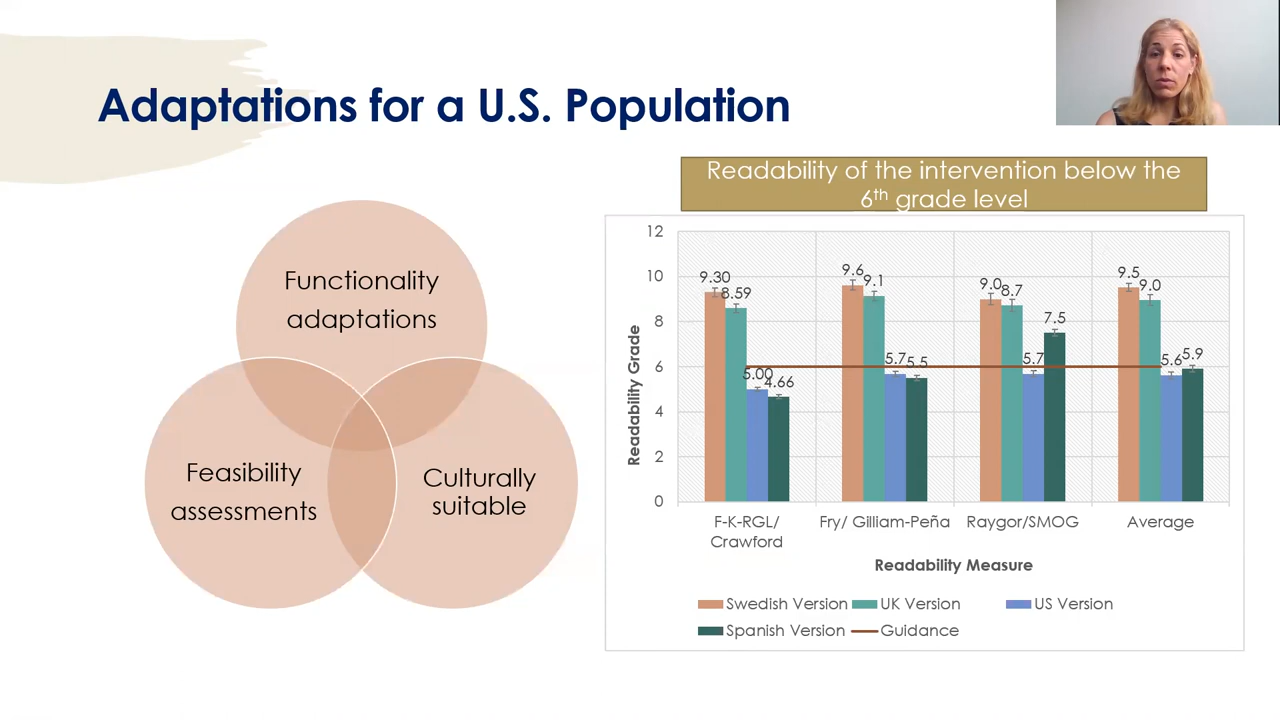 Adaptations for a U.S. Population
Functionality
adaptations
Feasibility
assessments
Culturally
suitable
Readability of the intervention below the
6th grade level
Readability Grade
12
10
8
6
4
2
0
9.30
8.59
5.00
4.66
9.6
9.1
5.7
5.5
9.0
8.7
5.7
7.5
9.5
9.0
5.6
5.9
F-K-RGL/
Crawford
Fry/ Gilliam-Peña
Raygor/SMOG
Average
Readability Measure
Swedish Version
UK Version
US Version
Spanish Version
Guidance